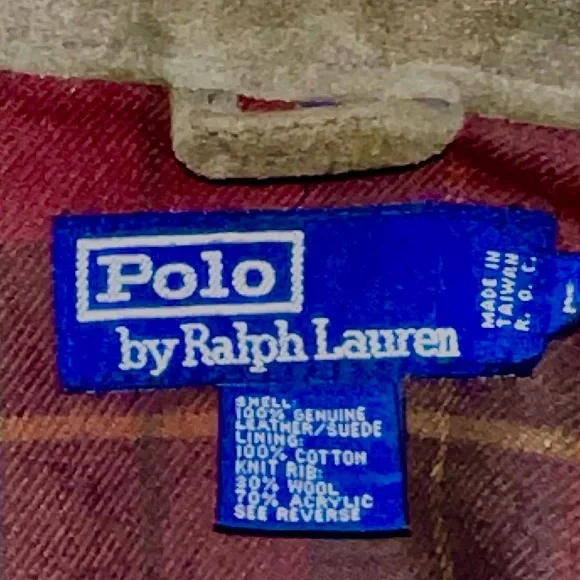 Polo
by Ralph Lauren
MADE IN
TAIWAN
R. O. C.
SHELL:
100% GENUINE
LEATHER/SUEDE
LINING:
100% COTTON
KNIT RIB:
30% WOOL
70% ACRYLIC
SEE REVERSE